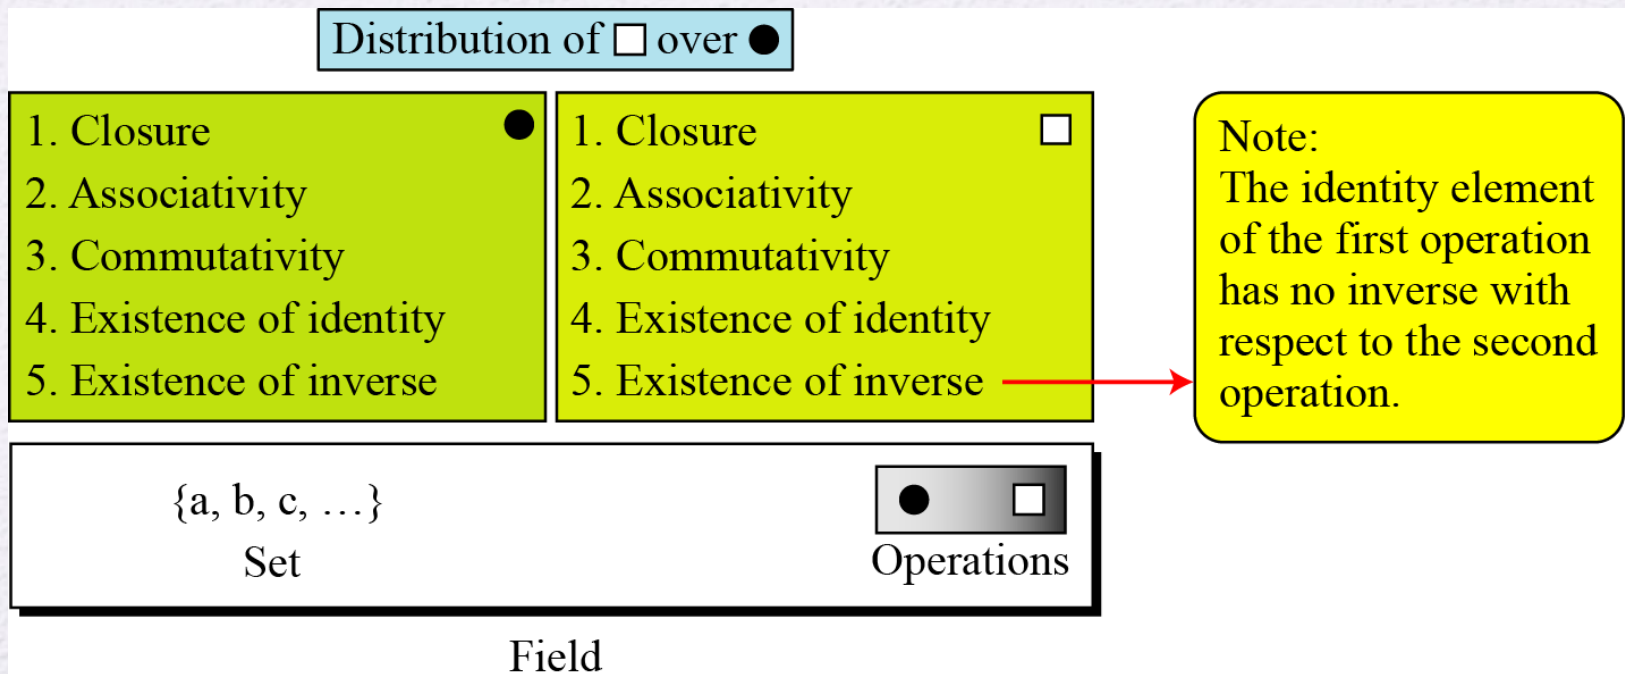 Distribution of □ over ●
1. Closure ●
2. Associativity
3. Commutativity
4. Existence of identity
5. Existence of inverse
1. Closure □
2. Associativity
3. Commutativity
4. Existence of identity
5. Existence of inverse
Note:
The identity element
of the first operation
has no inverse with
respect to the second
operation.
{a, b, c, …}
Set
● □
Operations
Field